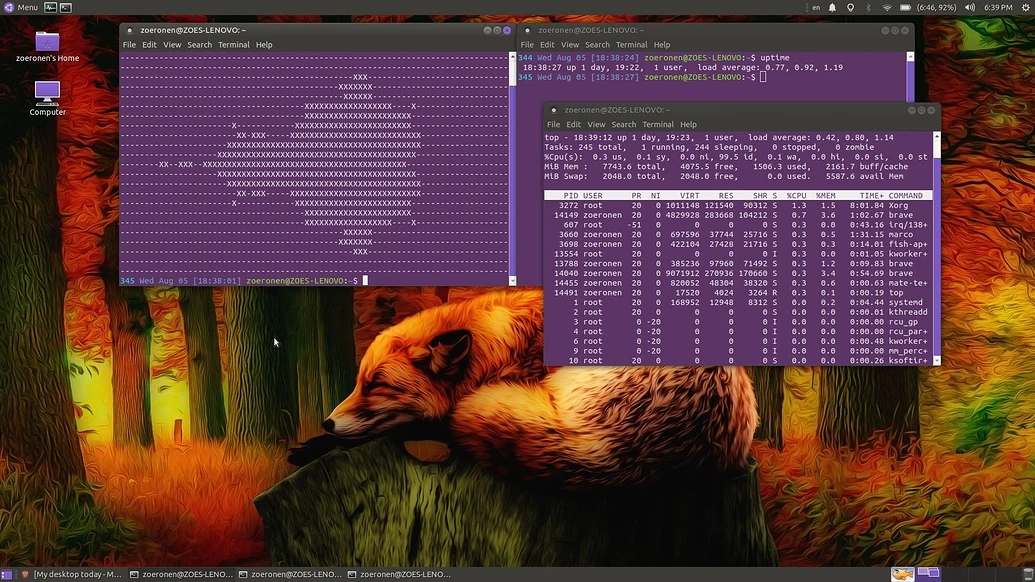 Menu
en
(6:46, 92%)
6:39 PM
zoeronen's Home
Computer
zoeronen@ZOES-LENOVO: ~
File Edit View Search Terminal Help
345 Wed Aug 05 [18:38:01] zoeronen@ZOES-LENOVO:~$
zoeronen@ZOES-LENOVO: ~
File Edit View Search Terminal Help
344 Wed Aug 05 [18:38:24] zoeronen@ZOES-LENOVO:~$ uptime
18:38:27 up 1 day, 19:22, 1 user, load average: 0.77, 0.92, 1.19
345 Wed Aug 05 [18:38:27] zoeronen@ZOES-LENOVO:~$
zoeronen@ZOES-LENOVO: ~
File Edit View Search Terminal Help
top - 18:39:12 up 1 day, 19:23, 1 user, load average: 0.42, 0.80, 1.14
Tasks: 245 total, 1 running, 244 sleeping, 0 stopped, 0 zombie
%Cpu(s): 0.3 us, 0.1 sy, 0.0 ni, 99.5 id, 0.1 wa, 0.0 hi, 0.0 si, 0.0 st
MiB Mem : 7743.6 total, 4075.5 free, 1506.3 used, 2161.7 buff/cache
MiB Swap: 2048.0 total, 2048.0 free, 0.0 used. 5587.6 avail Mem
PID USER PR NI VIRT RES SHR S %CPU %MEM TIME+ COMMAND
3272 root 20 0 1011148 121540 90312 S 1.3 1.5 8:01.84 Xorg
14149 zoeronen 20 0 4829928 283668 104212 S 0.7 3.6 1:02.67 brave
607 root -51 0 0 0 0 S 0.3 0.0 0:43.16 irq/138+
3660 zoeronen 20 0 697596 37744 25716 S 0.3 0.5 1:31.15 marco
3698 zoeronen 20 0 422104 27428 21716 S 0.3 0.3 0:14.01 fish-ap+
13554 root 20 0 0 0 0 I 0.3 0.0 0:01.05 kworker+
13788 zoeronen 20 0 385236 97960 71492 S 0.3 1.2 0:09.83 brave
14040 zoeronen 20 0 9071912 270936 170660 S 0.3 3.4 0:54.69 brave
14455 zoeronen 20 0 820052 48304 38320 S 0.3 0.6 0:00.63 mate-te+
14491 zoeronen 20 0 17520 4024 3264 R 0.3 0.1 0:00.19 top
1 root 20 0 168952 12948 8312 S 0.0 0.2 0:04.44 systemd
2 root 20 0 0 0 0 S 0.0 0.0 0:00.01 kthreadd
3 root 0 -20 0 0 0 I 0.0 0.0 0:00.00 rcu_gp
4 root 0 -20 0 0 0 I 0.0 0.0 0:00.00 rcu_par+
6 root 0 -20 0 0 0 I 0.0 0.0 0:00.48 kworker+
9 root 0 -20 0 0 0 I 0.0 0.0 0:00.00 mm_perc+
10 root 20 0 0 0 0 S 0.0 0.0 0:00.26 ksoftir+
[My desktop today - M...
zoeronen@ZOES-LENO...
zoeronen@ZOES-LENO...
zoeronen@ZOES-LENO...